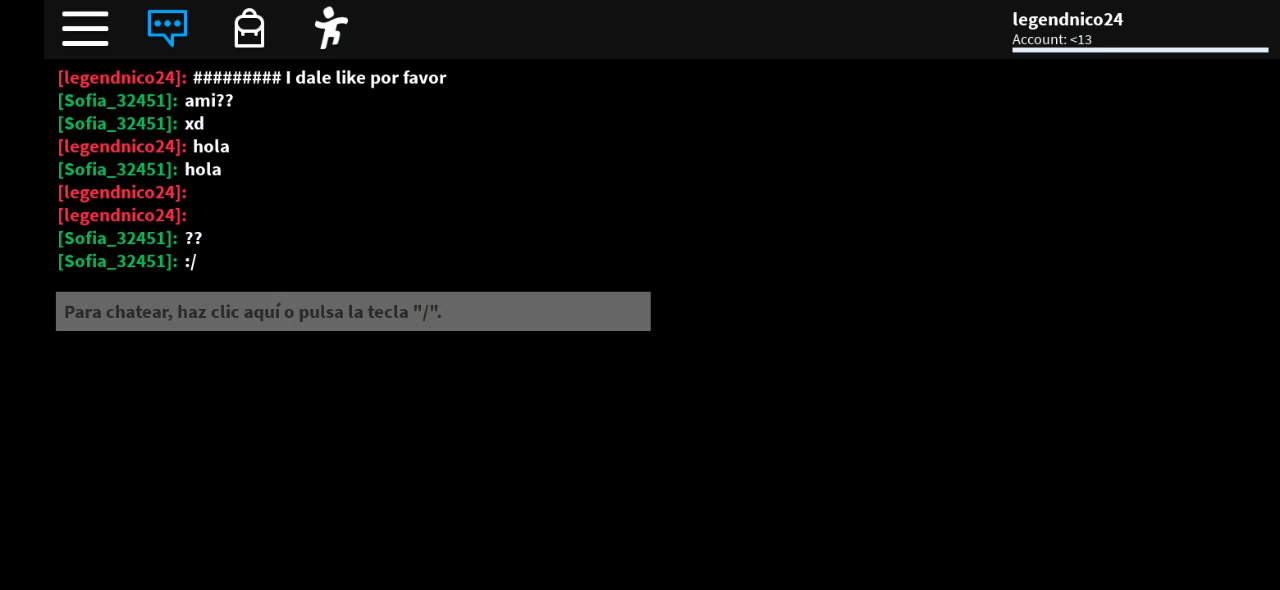 legendnico24
Account: <13
[legendnico24]: ######### I dale like por favor
[Sofia_32451]: ami??
[Sofia_32451]: xd
[legendnico24]: hola
[Sofia_32451]: hola
[legendnico24]:
[legendnico24]:
[Sofia_32451]: ??
[Sofia_32451]: :/
Para chatear, haz clic aquí o pulsa la tecla "/".